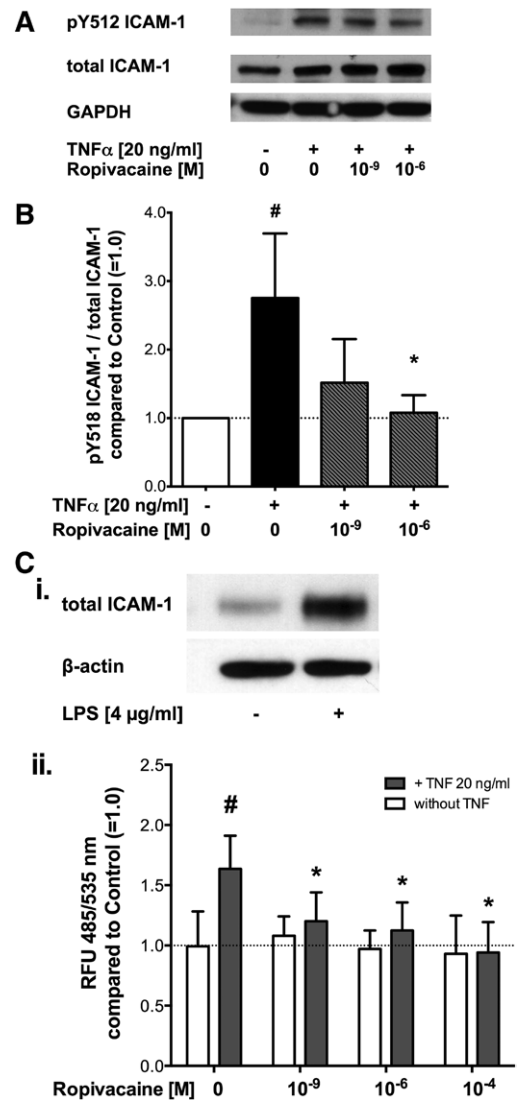 A
pY512 ICAM-1
total ICAM-1
GAPDH
TNFα [20 ng/ml] - + + +
Ropivacaine [M] 0 0 10⁻⁹ 10⁻⁶
B
pY518 ICAM-1 / total ICAM-1
compared to Control (=1.0)
4.0
3.0
2.0
1.0
0.0
#
*
TNFα [20 ng/ml] - + + +
Ropivacaine [M] 0 0 10⁻⁹ 10⁻⁶
C
i.
total ICAM-1
β-actin
LPS [4 µg/ml] - +
ii.
RFU 485/535 nm
compared to Control (=1.0)
2.5
2.0
1.5
1.0
0.5
0.0
+ TNF 20 ng/ml
without TNF
#
*
*
*
Ropivacaine [M] 0 10⁻⁹ 10⁻⁶ 10⁻⁴